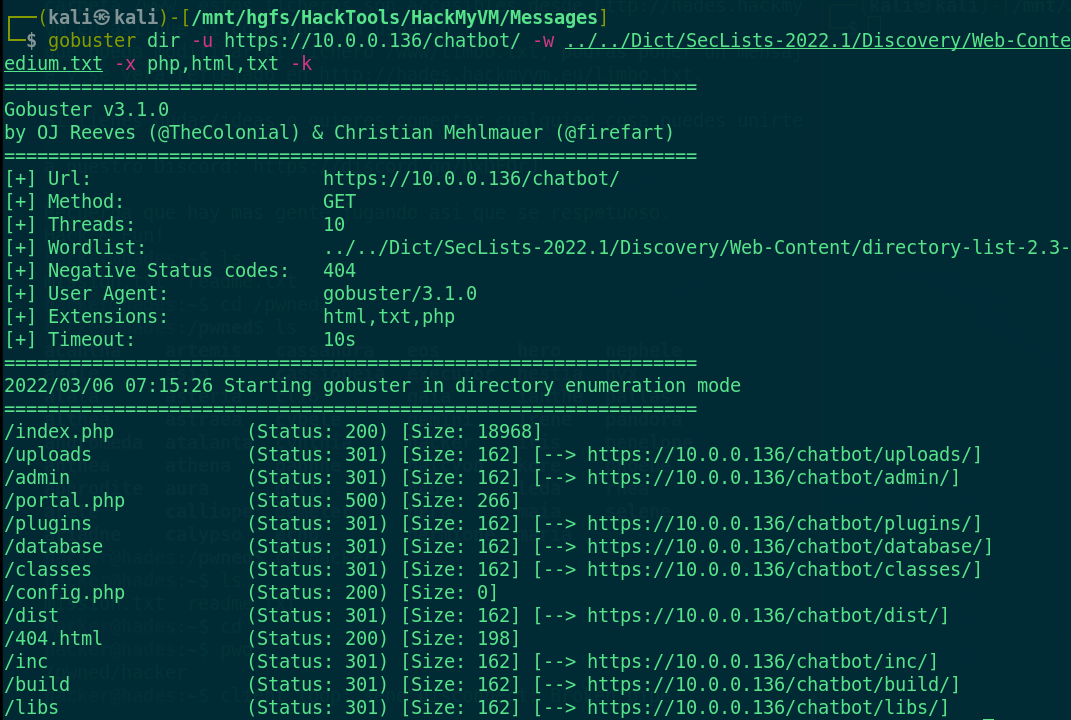 ┌──(kali㉿kali)-[/mnt/hgfs/HackTools/HackMyVM/Messages]
└─$ gobuster dir -u https://10.0.0.136/chatbot/ -w ../../Dict/SecLists-2022.1/Discovery/Web-Conte
edium.txt -x php,html,txt -k
===============================================================
Gobuster v3.1.0
by OJ Reeves (@TheColonial) & Christian Mehlmauer (@firefart)
===============================================================
[+] Url:                     https://10.0.0.136/chatbot/
[+] Method:                  GET
[+] Threads:                 10
[+] Wordlist:                ../../Dict/SecLists-2022.1/Discovery/Web-Content/directory-list-2.3-
[+] Negative Status codes:   404
[+] User Agent:              gobuster/3.1.0
[+] Extensions:              html,txt,php
[+] Timeout:                 10s
===============================================================
2022/03/06 07:15:26 Starting gobuster in directory enumeration mode
===============================================================
/index.php            (Status: 200) [Size: 18968]
/uploads              (Status: 301) [Size: 162] [--> https://10.0.0.136/chatbot/uploads/]
/admin                (Status: 301) [Size: 162] [--> https://10.0.0.136/chatbot/admin/]
/portal.php           (Status: 500) [Size: 266]
/plugins              (Status: 301) [Size: 162] [--> https://10.0.0.136/chatbot/plugins/]
/database             (Status: 301) [Size: 162] [--> https://10.0.0.136/chatbot/database/]
/classes              (Status: 301) [Size: 162] [--> https://10.0.0.136/chatbot/classes/]
/config.php           (Status: 200) [Size: 0]
/dist                 (Status: 301) [Size: 162] [--> https://10.0.0.136/chatbot/dist/]
/404.html             (Status: 200) [Size: 198]
/inc                  (Status: 301) [Size: 162] [--> https://10.0.0.136/chatbot/inc/]
/build                (Status: 301) [Size: 162] [--> https://10.0.0.136/chatbot/build/]
/libs                 (Status: 301) [Size: 162] [--> https://10.0.0.136/chatbot/libs/]